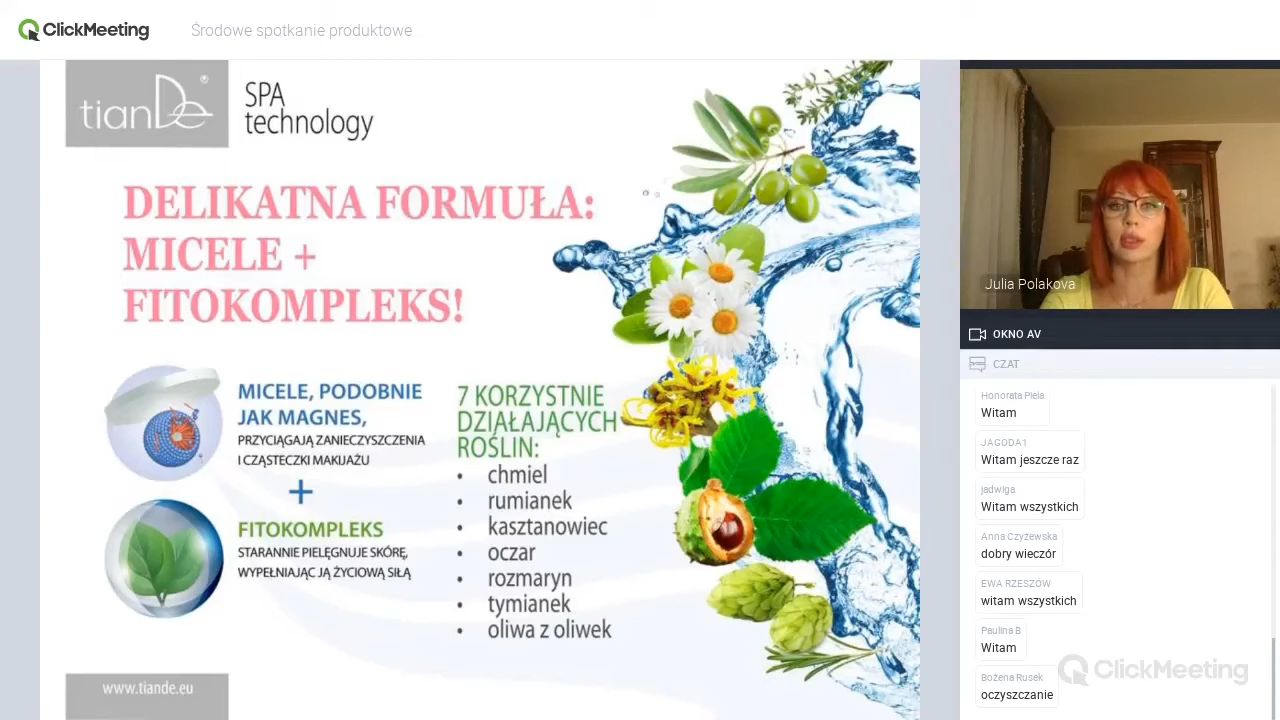 ClickMeeting
Środowe spotkanie produktowe
tianDe®
SPA
technology
DELIKATNA FORMUŁA:
MICELE +
FITOKOMPLEKS!
MICELE, PODOBNIE
JAK MAGNES,
PRZYCIĄGAJĄ ZANIECZYSZCZENIA
I CZĄSTECZKI MAKIJAŻU
+
FITOKOMPLEKS
STARANNIE PIELĘGNUJE SKÓRĘ,
WYPEŁNIAJĄC JĄ ŻYCIOWĄ SIŁĄ
7 KORZYSTNIE
DZIAŁAJĄCYCH
ROŚLIN:
• chmiel
• rumianek
• kasztanowiec
• oczar
• rozmaryn
• tymianek
• oliwa z oliwek
www.tiande.eu
Julia Polakova
OKNO AV
CZAT
Honorata Piela
Witam
JAGODA1
Witam jeszcze raz
jadwiga
Witam wszystkich
Anna Czyżewska
dobry wieczór
EWA RZESZÓW
witam wszystkich
Paulina B
Witam
Bożena Rusek
oczyszczanie
ClickMeeting